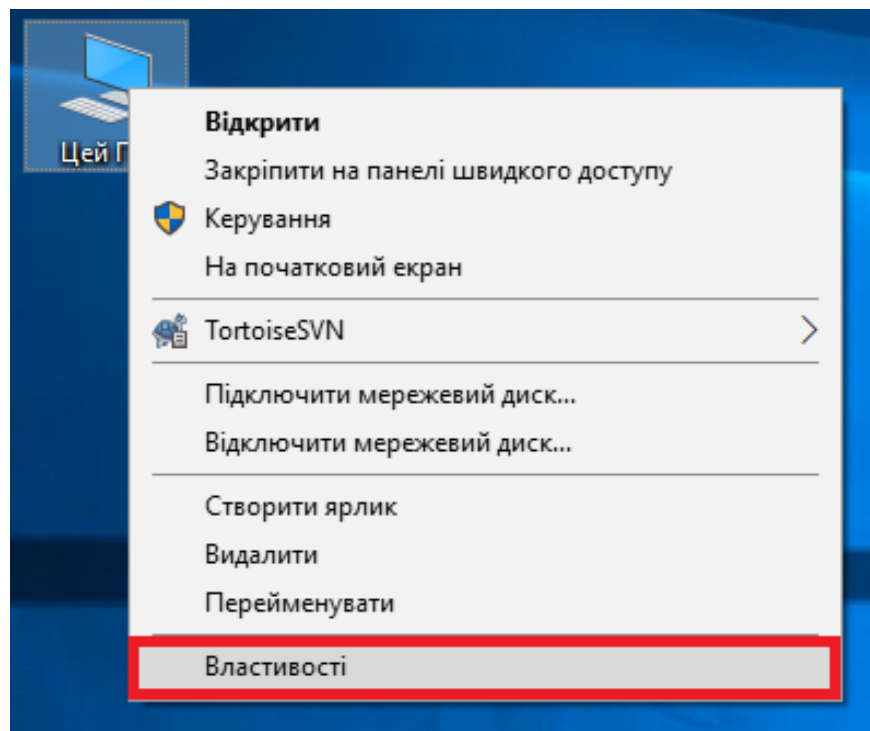 Цей
Відкрити
Закріпити на панелі швидкого доступу
Керування
На початковий екран
TortoiseSVN
Підключити мережевий диск...
Відключити мережевий диск...
Створити ярлик
Видалити
Перейменувати
Властивості